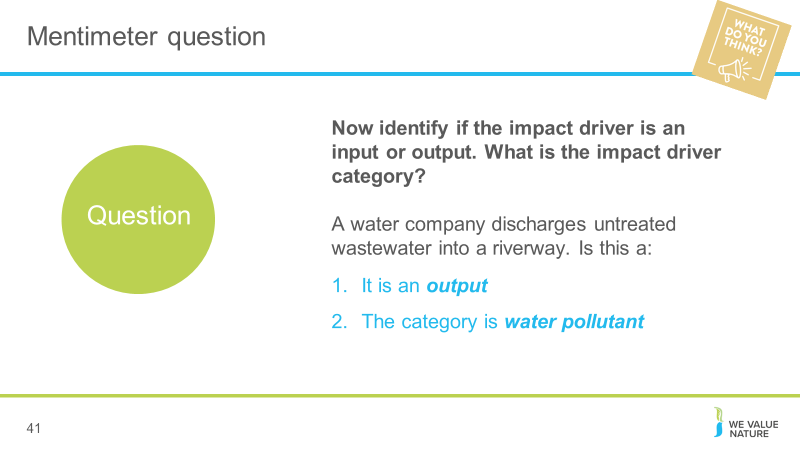 Mentimeter question
WHAT
DO YOU
THINK?
Now identify if the impact driver is an
input or output. What is the impact driver
category?
Question
A water company discharges untreated
wastewater into a riverway. Is this a:
1. It is an output
2. The category is water pollutant
41
WE VALUE
NATURE